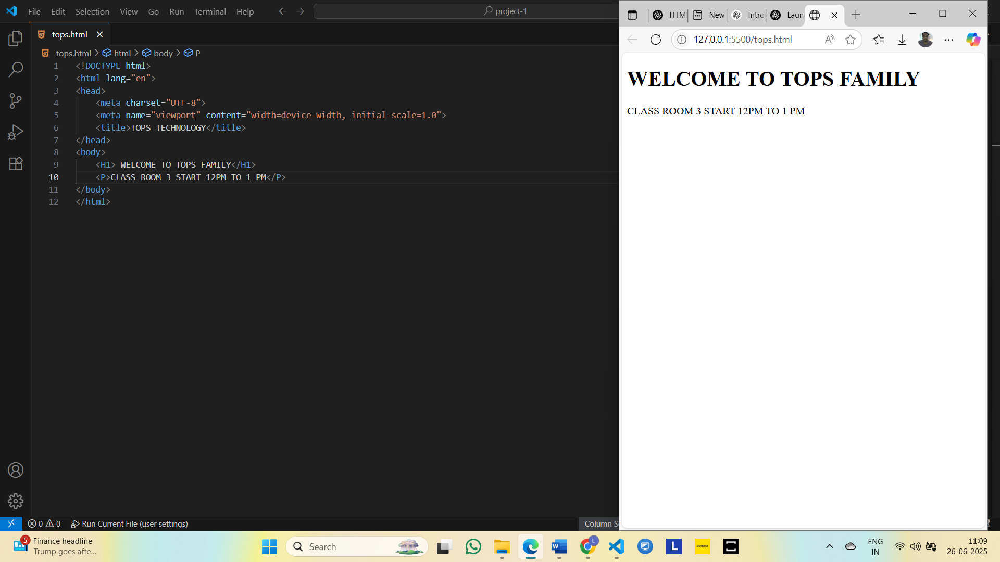 File Edit Selection View Go Run Terminal Help
project-1
tops.html
tops.html > html > body > P
1 <!DOCTYPE html>
2 <html lang="en">
3 <head>
4 <meta charset="UTF-8">
5 <meta name="viewport" content="width=device-width, initial-scale=1.0">
6 <title>TOPS TECHNOLOGY</title>
7 </head>
8 <body>
9 <H1> WELCOME TO TOPS FAMILY</H1>
10 <P>CLASS ROOM 3 START 12PM TO 1 PM</P>
11 </body>
12 </html>
0 0 Run Current File (user settings)
Column S
HTM New Intro Laun
127.0.0.1:5500/tops.html
WELCOME TO TOPS FAMILY
CLASS ROOM 3 START 12PM TO 1 PM
5
Finance headline
Trump goes afte...
Search
L
L
exness
ENG
IN
11:09
26-06-2025